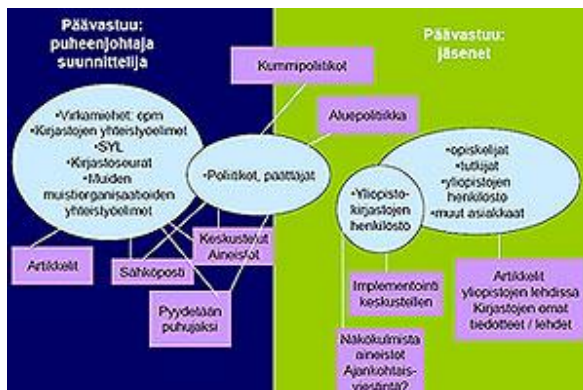 Päävastuu:
puheenjohtaja
suunnittelija
Päävastuu:
jäsenet
Kummipoliitikot
Aluepolitiikka
•Virkamiehet: opm
•Kirjastojen yhteistyöelimet
•SYL
•Kirjastoseurat
•Muiden
muistiorganisaatioiden
yhteistyöelimet
•Poliitikot, päättäjät
•opiskelijat
•tutkijat
•yliopistojen
henkilöstö
•muut asiakkaat
•Yliopisto-
kirjastojen
henkilöstö
Artikkelit
Sähköposti
Keskustelut
Aineistot
Pyydetään
puhujaksi
Implementointi
keskustellen
Artikkelit
yliopistojen lehdissä
Kirjastojen omat
tiedotteet / lehdet
Näkökulmista
aineistot
Ajankohtais-
viestintä?